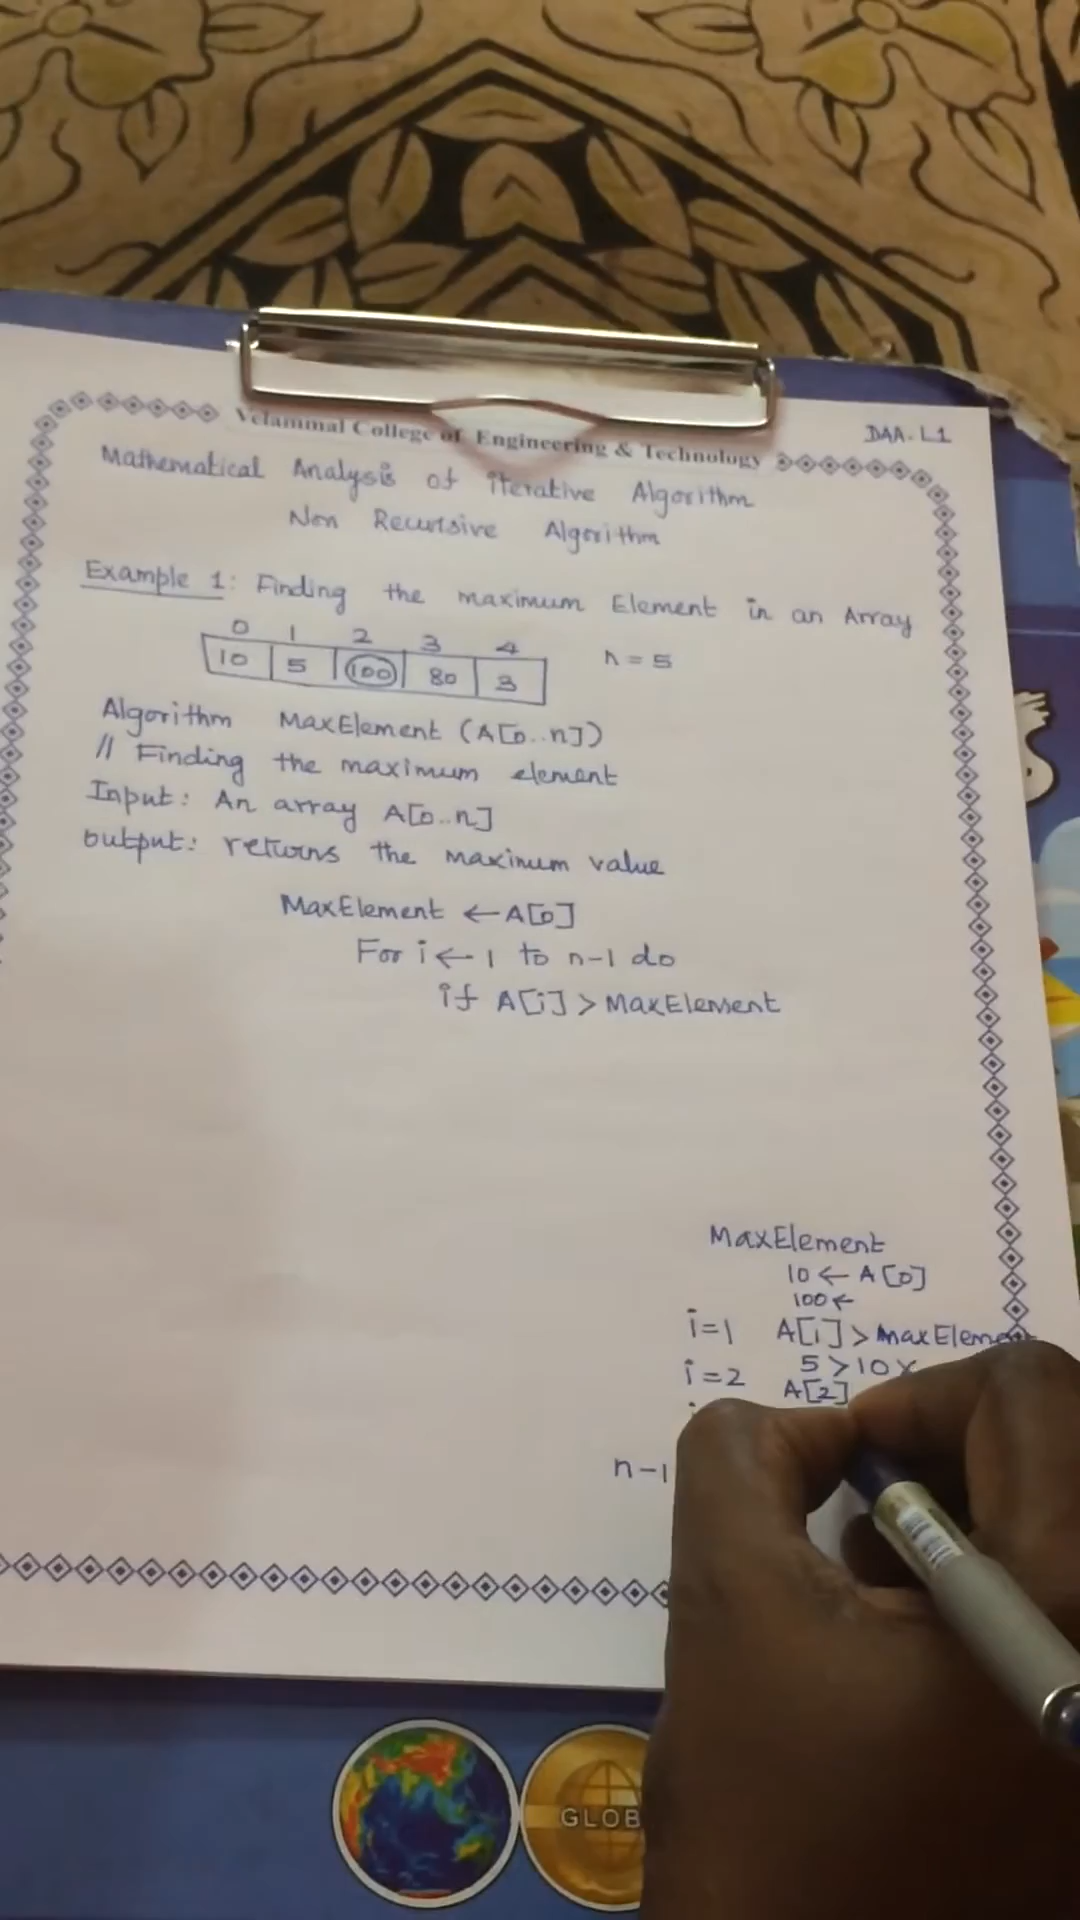 Velammal College of Engineering & Technology
DAA-L1
Mathematical Analysis of iterative Algorithm
Non Recursive Algorithm
Example 1: Finding the maximum Element in an Array
0 1 2 3 4
10 5 100 80 3
n = 5
Algorithm MaxElement (A[0..n])
// Finding the maximum element
Input: An array A[0..n]
output: returns the maximum value
MaxElement ← A[0]
For i ← 1 to n-1 do
if A[i] > MaxElement
MaxElement
10 ← A[0]
100 ←
i=1 A[i] > MaxElement
5 > 10 x
i=2 A[2]
n-1
GLOB